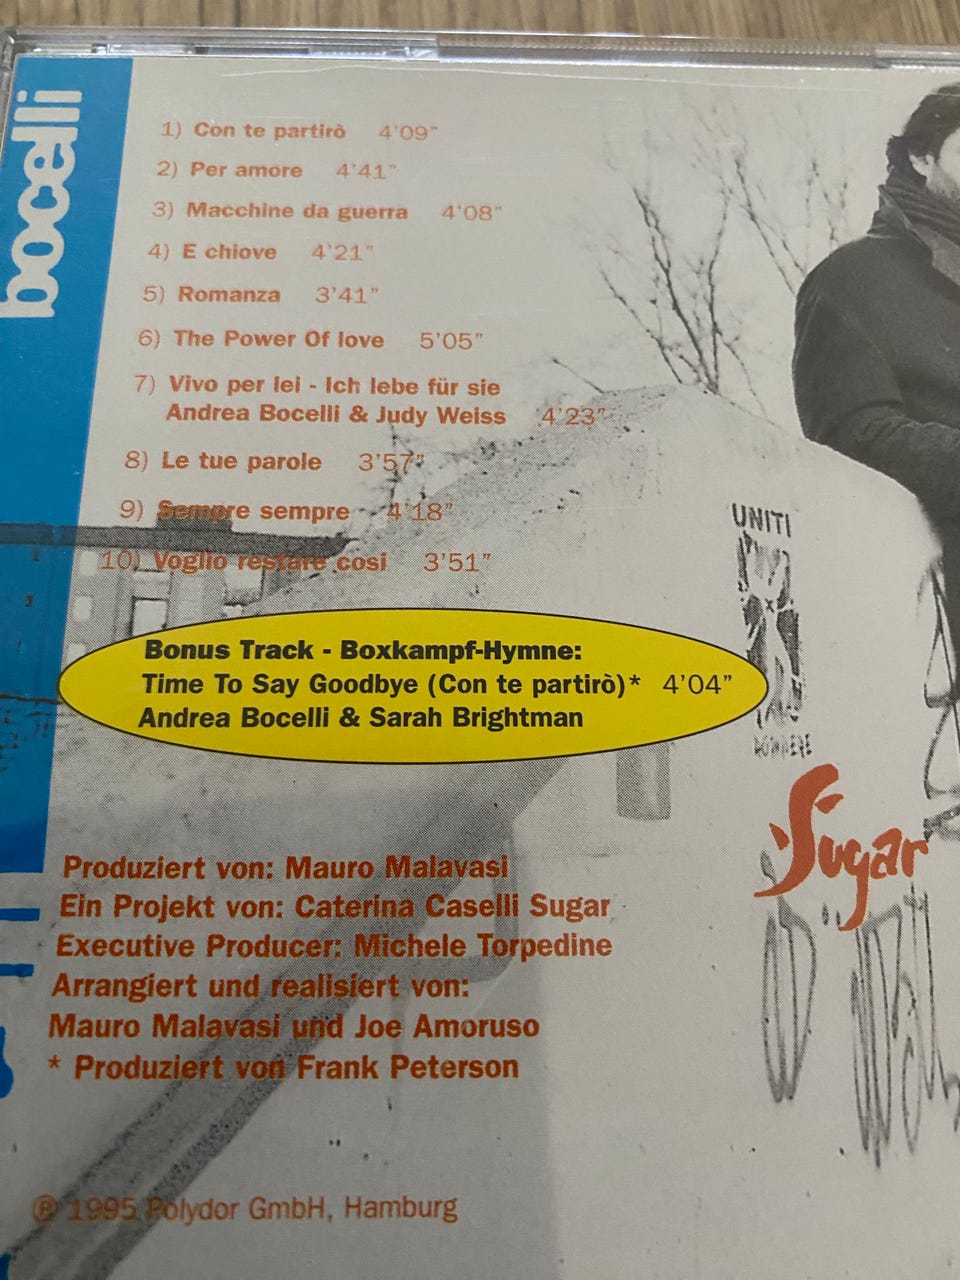 bocelli
1) Con te partirò 4'09"
2) Per amore 4'41"
3) Macchine da guerra 4'08"
4) E chiove 4'21"
5) Romanza 3'41"
6) The Power Of love 5'05"
7) Vivo per lei - Ich lebe für sie
Andrea Bocelli & Judy Weiss 4'23"
8) Le tue parole 3'57"
9) Sempre sempre 4'18"
10) Voglio restare cosi 3'51"
UNITI
Bonus Track - Boxkampf-Hymne:
Time To Say Goodbye (Con te partirò)* 4'04"
Andrea Bocelli & Sarah Brightman
Sugar
Produziert von: Mauro Malavasi
Ein Projekt von: Caterina Caselli Sugar
Executive Producer: Michele Torpedine
Arrangiert und realisiert von:
Mauro Malavasi und Joe Amoruso
* Produziert von Frank Peterson
℗ 1995 Polydor GmbH, Hamburg